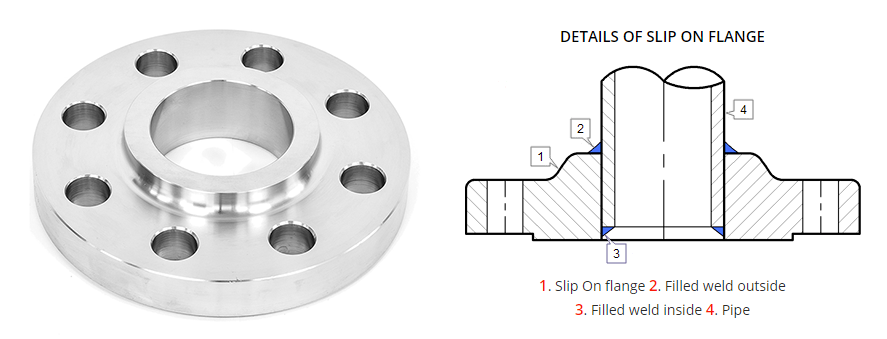 DETAILS OF SLIP ON FLANGE
4
2
1
3
1. Slip On flange 2. Filled weld outside
3. Filled weld inside 4. Pipe